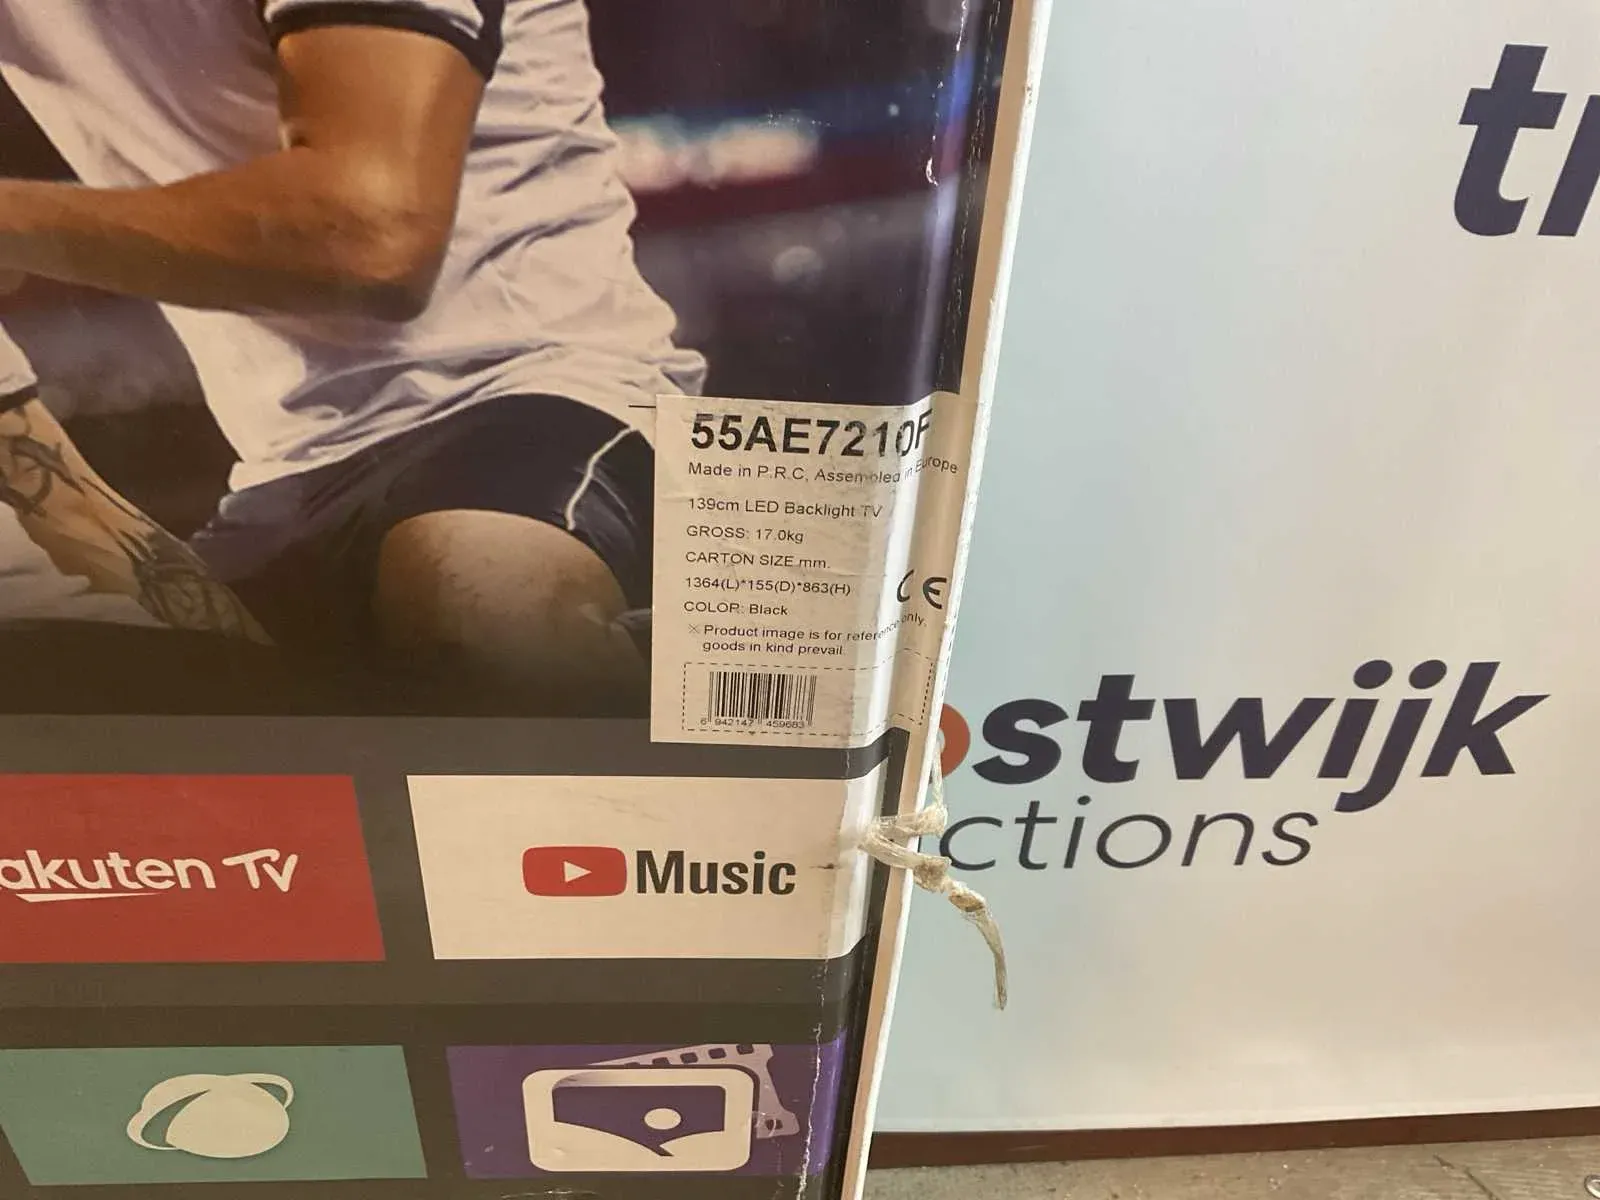 tr
55AE7210F
Made in P.R.C, Assembled in Europe
139cm LED Backlight TV
GROSS: 17.0kg
CARTON SIZE mm.
1364(L)*155(D)*863(H)
CE
COLOR: Black
※ Product image is for reference only,
goods in kind prevail.
6 942147 459683
ostwijk
ctions
akuten TV
Music